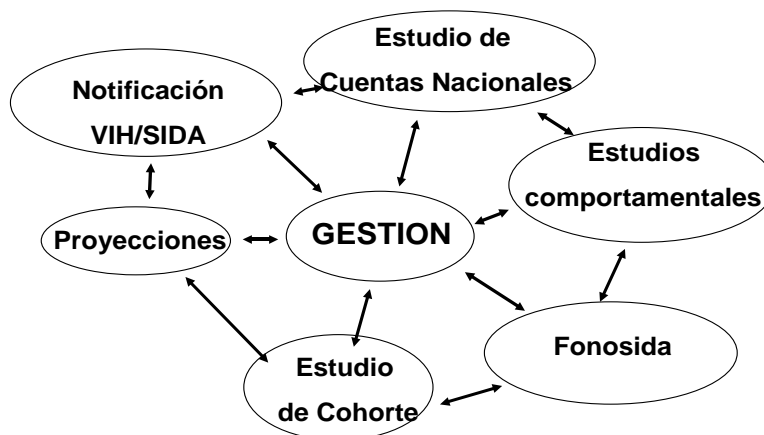 Estudio de
Cuentas Nacionales
Notificación
VIH/SIDA
Estudios
comportamentales
Proyecciones
GESTION
Fonosida
Estudio
de Cohorte